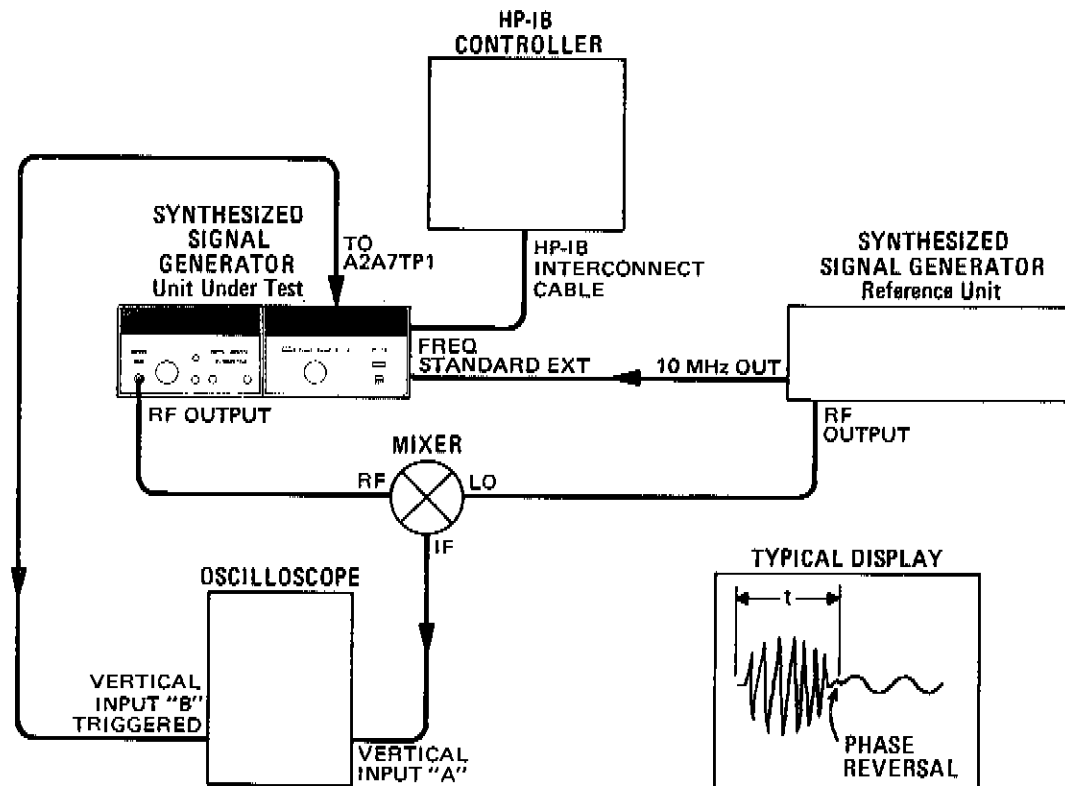 HP-IB
CONTROLLER
SYNTHESIZED
SIGNAL
GENERATOR
Unit Under Test
TO
A2A7TP1
HP-IB
INTERCONNECT
CABLE
SYNTHESIZED
SIGNAL GENERATOR
Reference Unit
FREQ
STANDARD EXT
10 MHz OUT
RF OUTPUT
RF
OUTPUT
MIXER
RF
LO
IF
OSCILLOSCOPE
VERTICAL
INPUT "B"
TRIGGERED
VERTICAL
INPUT "A"
TYPICAL DISPLAY
t
PHASE
REVERSAL